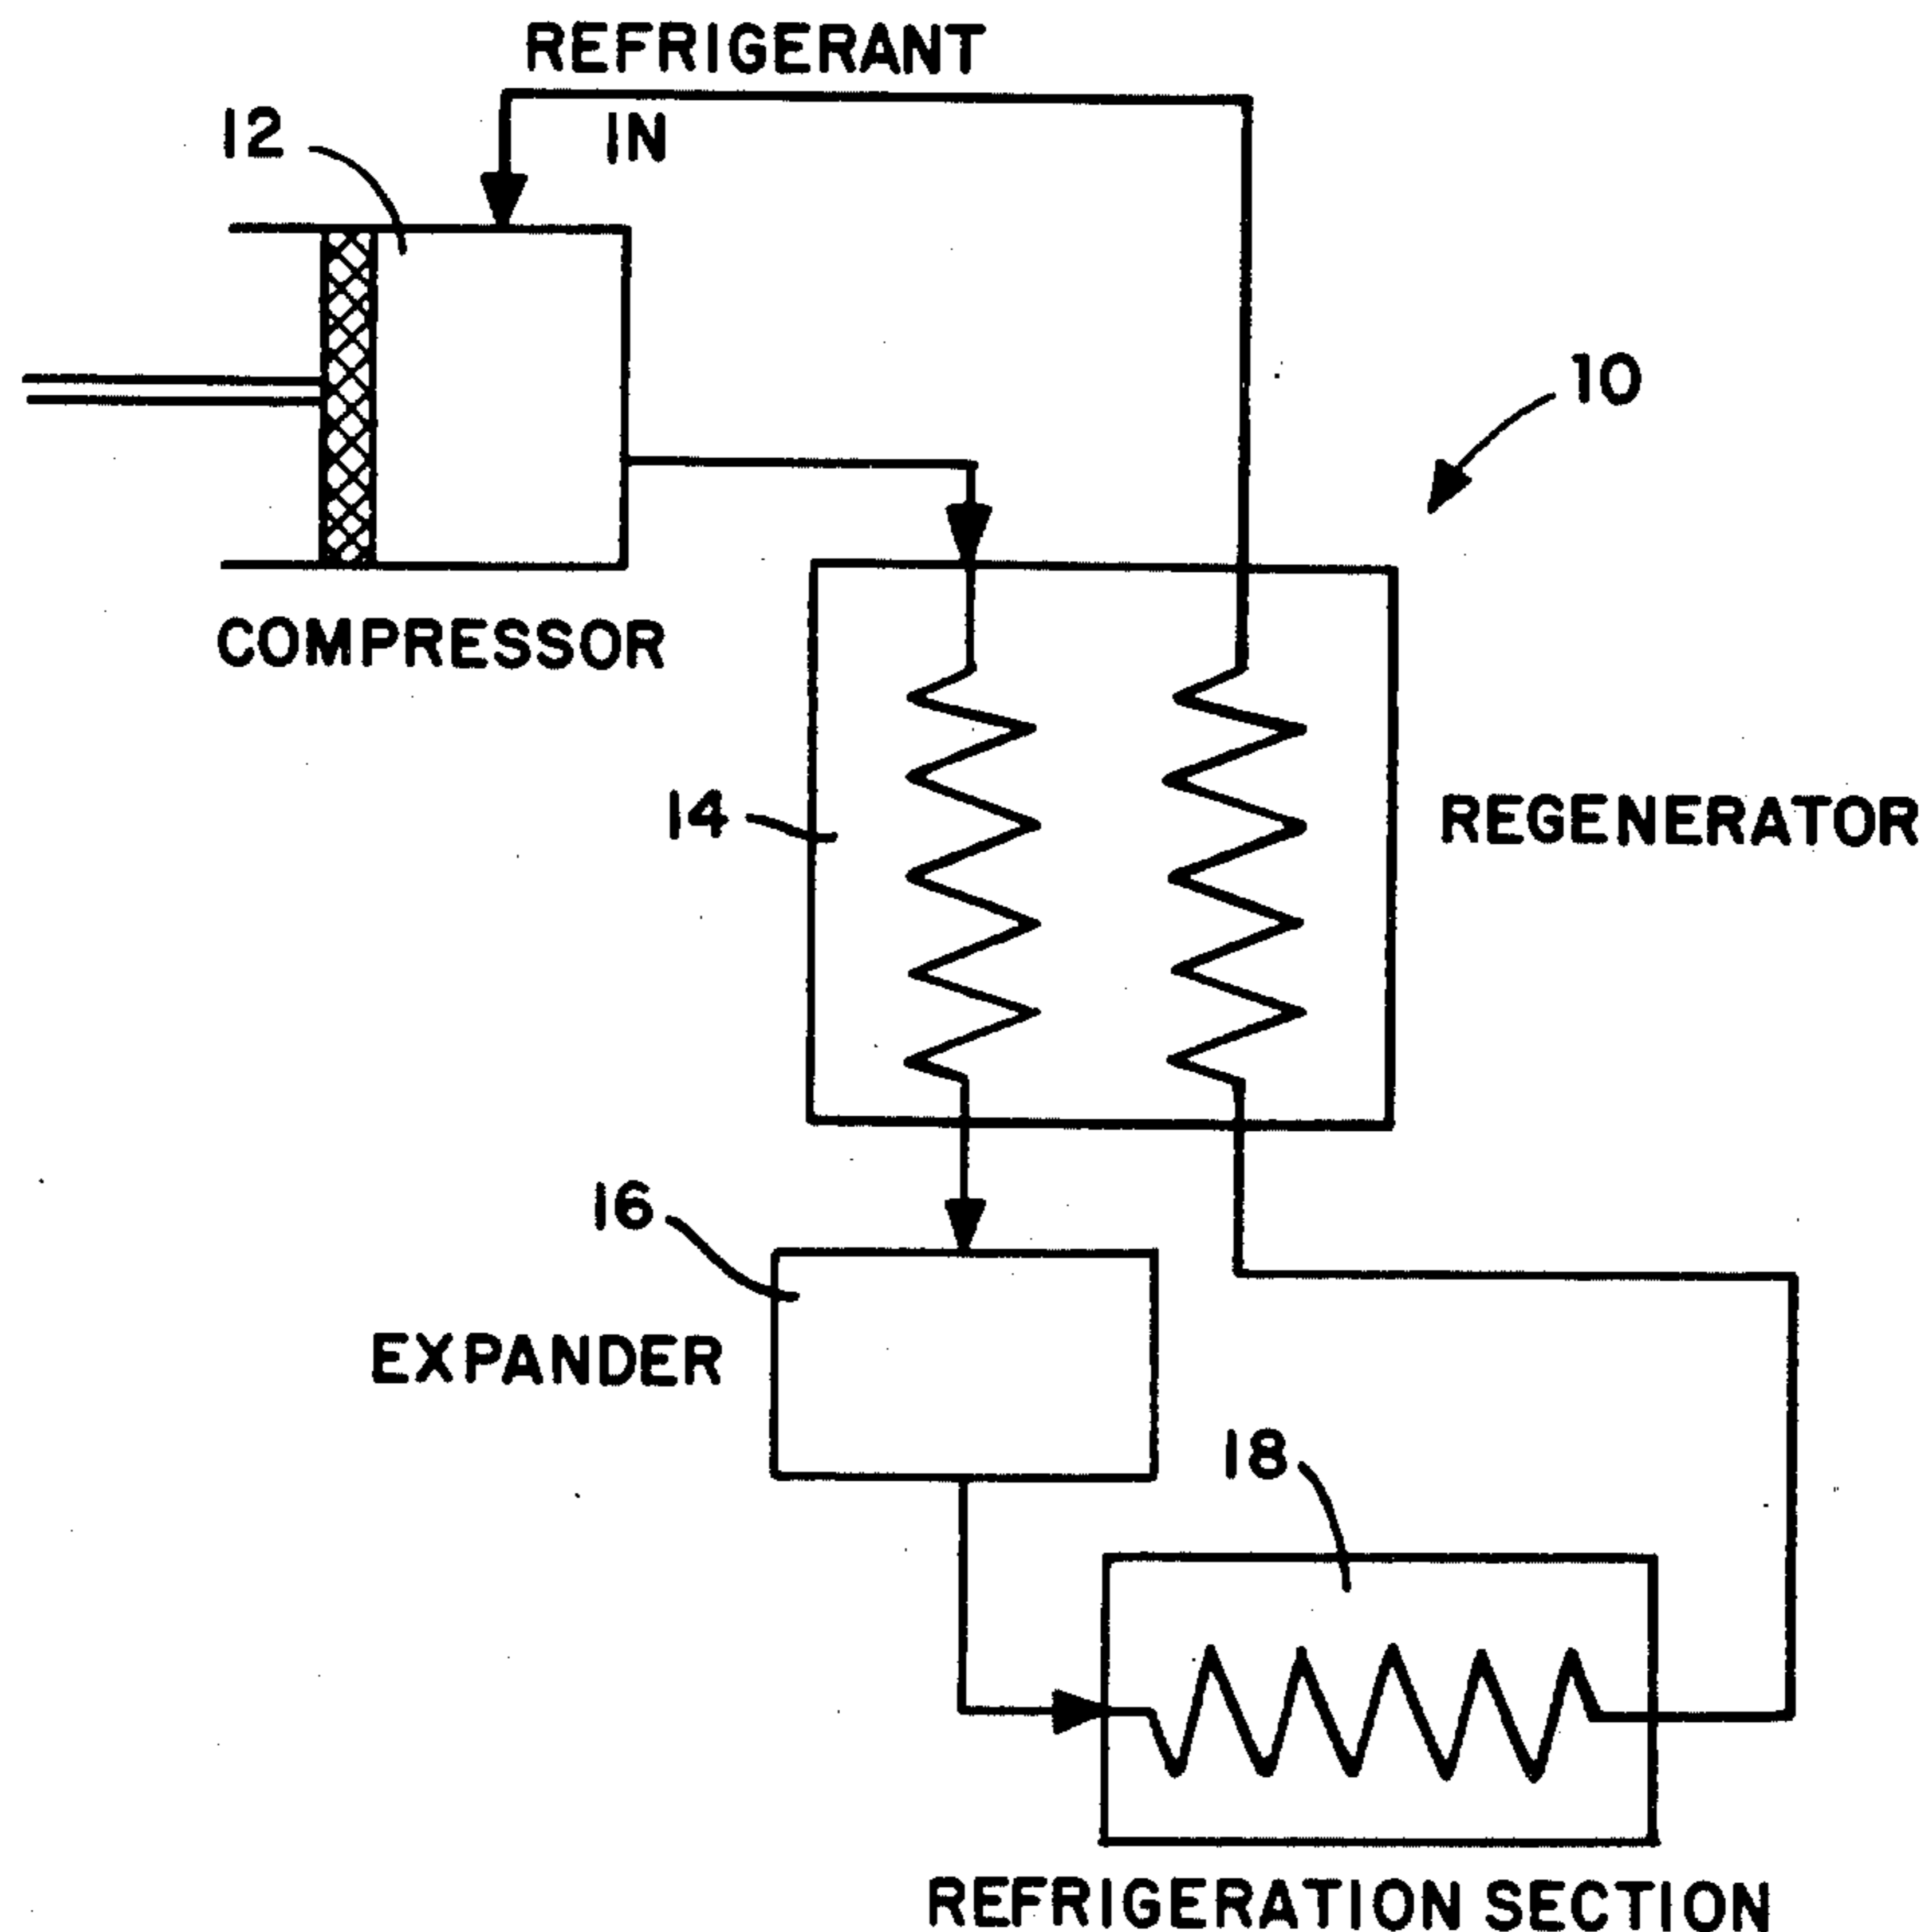 REFRIGERANT
IN
12
10
COMPRESSOR
14
REGENERATOR
16
EXPANDER
18
REFRIGERATION SECTION